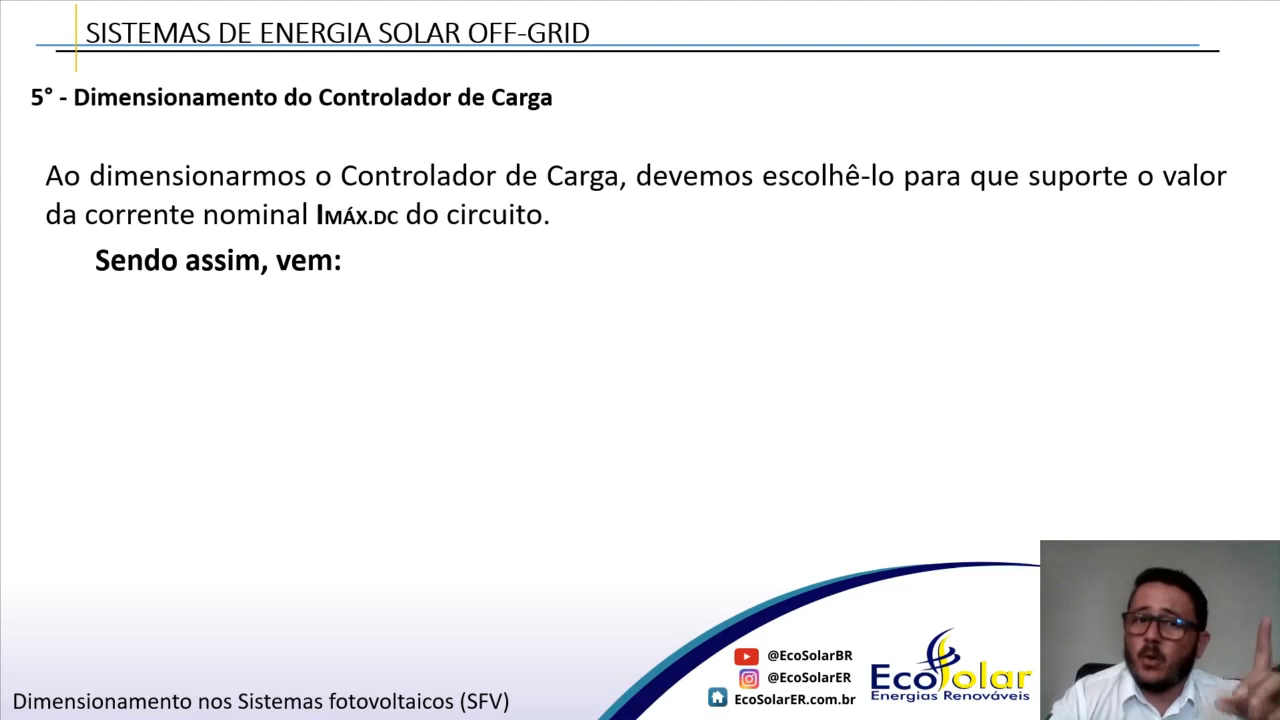 SISTEMAS DE ENERGIA SOLAR OFF-GRID
5° - Dimensionamento do Controlador de Carga
Ao dimensionarmos o Controlador de Carga, devemos escolhê-lo para que suporte o valor
da corrente nominal IMÁX.DC do circuito.
Sendo assim, vem:
@EcoSolarBR
@EcoSolarER
EcoSolarER.com.br
EcoSolar
Energias Renováveis
Dimensionamento nos Sistemas fotovoltaicos (SFV)